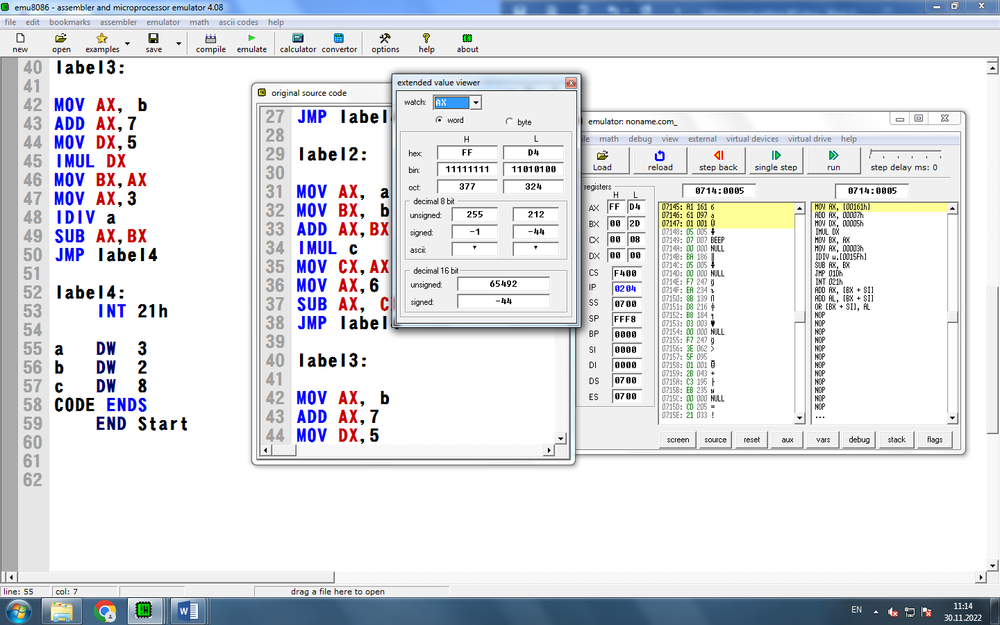 emu8086 - assembler and microprocessor emulator 4.08
file edit bookmarks assembler emulator math ascii codes help
new open examples save compile emulate calculator convertor options help about
40 label3:
41
42 MOV AX, b
43 ADD AX,7
44 MOV DX,5
45 IMUL DX
46 MOV BX,AX
47 MOV AX,3
48 IDIV a
49 SUB AX,BX
50 JMP label4
51
52 label4:
53 INT 21h
54
55 a DW 3
56 b DW 2
57 c DW 8
58 CODE ENDS
59 END Start
60
61
62
original source code
27 JMP label
28
29 label2:
30
31 MOV AX, a
32 MOV BX, b
33 ADD AX,BX
34 IMUL c
35 MOV CX,AX
36 MOV AX,6
37 SUB AX, C
38 JMP label
39
40 label3:
41
42 MOV AX, b
43 ADD AX,7
44 MOV DX,5
extended value viewer
watch: AX
word byte
H L
hex: FF D4
bin: 11111111 11010100
oct: 377 324
decimal 8 bit
unsigned: 255 212
signed: -1 -44
ascii:
decimal 16 bit
unsigned: 65492
signed: -44
emulator: noname.com_
file math debug view external virtual devices virtual drive help
Load reload step back single step run step delay ms: 0
registers
H L
AX FF D4
BX 00 2D
CX 00 08
DX 00 00
CS F400
IP 0204
SS 0700
SP FFF8
BP 0000
SI 0000
DI 0000
DS 0700
ES 0700
0714:0005 0714:0005
07145: A1 161 б
07146: 61 097 a
07147: 01 001
07148: 05 005
07149: 07 007 BEEP
0714A: 00 000 NULL
0714B: BA 186 ║
0714C: 05 005
0714D: 00 000 NULL
0714E: F7 247
0714F: EA 234 ъ
07150: 8B 139 Л
07151: D8 216 ╪
07152: B8 184 ╕
07153: 03 003 ♥
07154: 00 000 NULL
07155: F7 247
07156: 3E 062 >
07157: 5F 095 _
07158: 01 001
07159: 2B 043 +
0715A: C3 195 ├
0715B: EB 235 ы
0715C: 00 000 NULL
0715D: CD 205 =
0715E: 21 033 !
MOV AX, [00161h]
ADD AX, 00007h
MOV DX, 00005h
IMUL DX
MOV BX, AX
MOV AX, 00003h
IDIV w.[0015Fh]
SUB AX, BX
JMP 01Dh
INT 021h
ADD AX, [BX + SI]
ADD AL, [BX + SI]
OR [BX + SI], AL
NOP
NOP
NOP
NOP
NOP
NOP
NOP
NOP
NOP
NOP
NOP
NOP
...
screen source reset aux vars debug stack flags
line: 55 col: 7 drag a file here to open
EN 11:14
30.11.2022